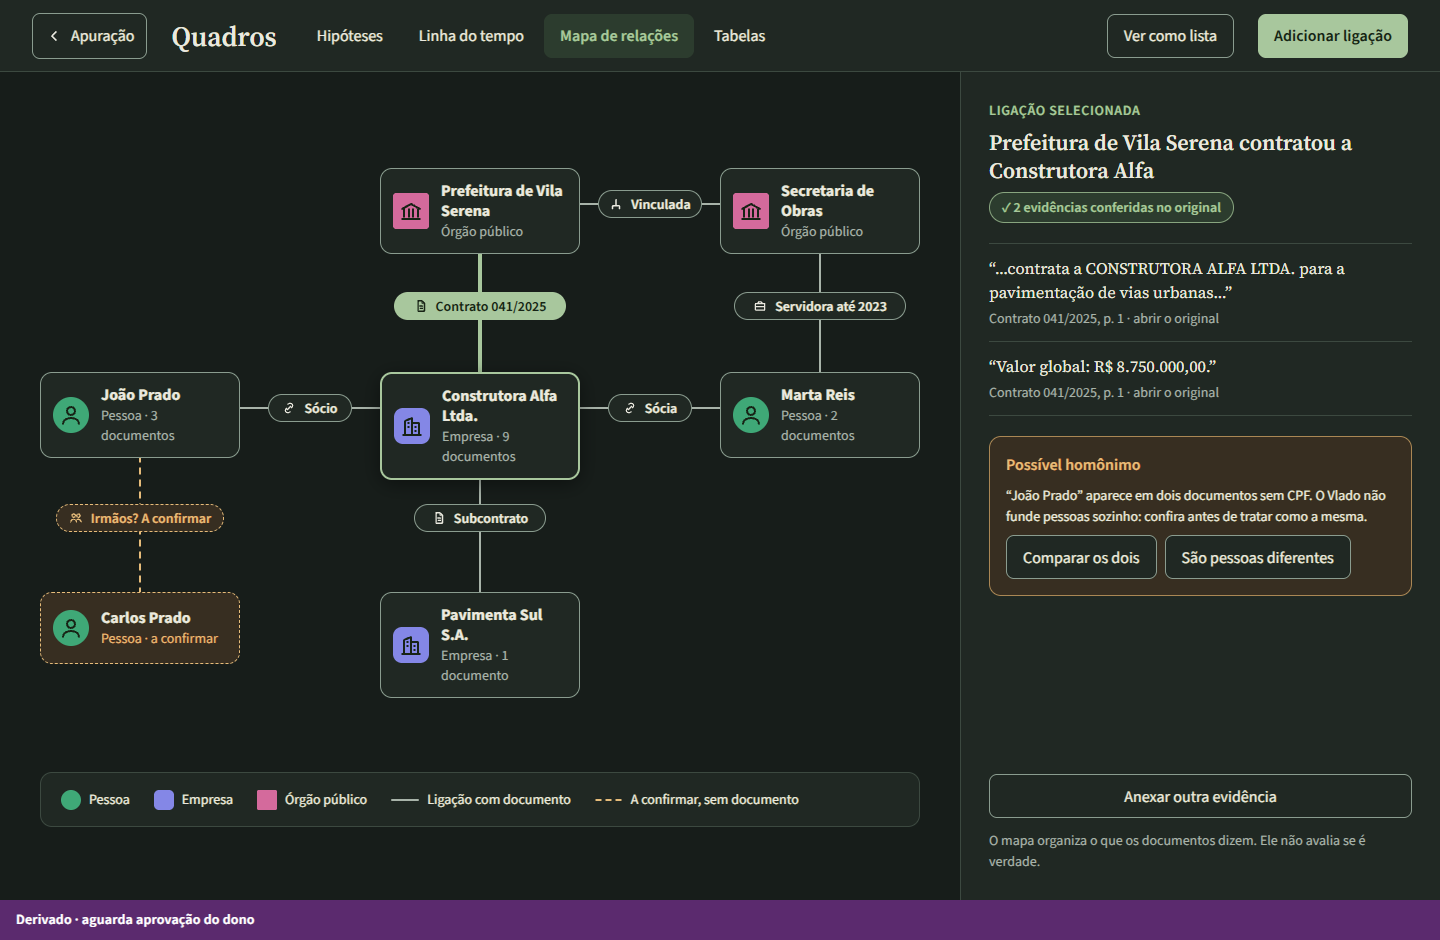 Apuração
Quadros
Hipóteses
Linha do tempo
Mapa de relações
Tabelas
Ver como lista
Adicionar ligação
Prefeitura de Vila
Serena
Órgão público
Vinculada
Secretaria de
Obras
Órgão público
Contrato 041/2025
Servidora até 2023
João Prado
Pessoa · 3
documentos
Sócio
Construtora Alfa
Ltda.
Empresa · 9
documentos
Sócia
Marta Reis
Pessoa · 2
documentos
Irmãos? A confirmar
Subcontrato
Carlos Prado
Pessoa · a confirmar
Pavimenta Sul
S.A.
Empresa · 1
documento
Pessoa
Empresa
Órgão público
Ligação com documento
A confirmar, sem documento
LIGAÇÃO SELECIONADA
Prefeitura de Vila Serena contratou a
Construtora Alfa
✓ 2 evidências conferidas no original
“...contrata a CONSTRUTORA ALFA LTDA. para a
pavimentação de vias urbanas...”
Contrato 041/2025, p. 1 · abrir o original
“Valor global: R$ 8.750.000,00.”
Contrato 041/2025, p. 1 · abrir o original
Possível homônimo
“João Prado” aparece em dois documentos sem CPF. O Vlado não
funde pessoas sozinho: confira antes de tratar como a mesma.
Comparar os dois
São pessoas diferentes
Anexar outra evidência
O mapa organiza o que os documentos dizem. Ele não avalia se é
verdade.
Derivado · aguarda aprovação do dono